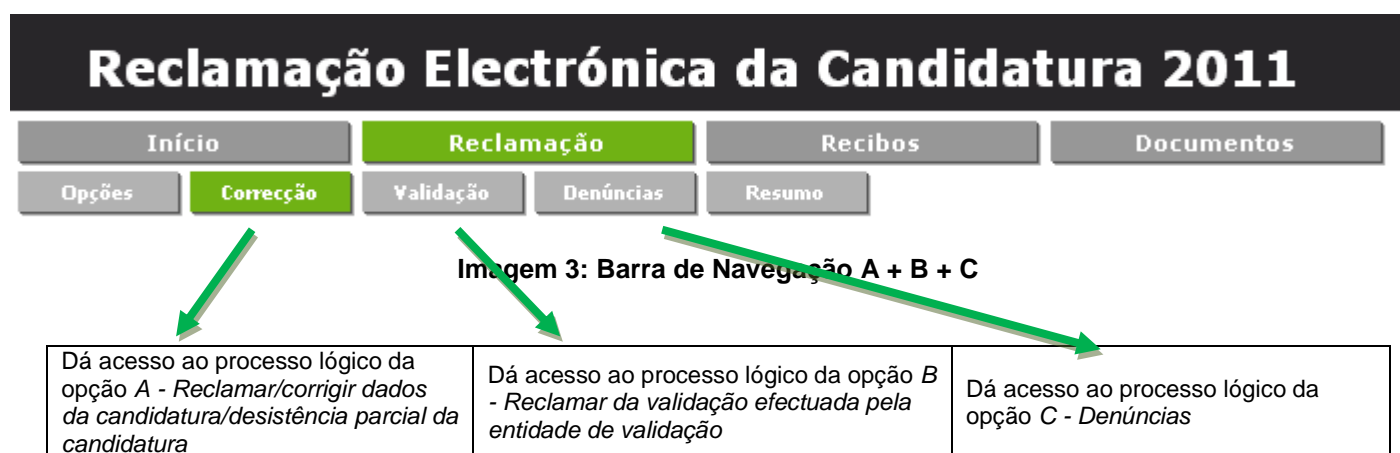 Reclamação Electrónica da Candidatura 2011
Início Reclamação Recibos Documentos
Opções Correcção Validação Denúncias Resumo
Imagem 3: Barra de Navegação A + B + C
Dá acesso ao processo lógico da
opção A - Reclamar/corrigir dados
da candidatura/desistência parcial da
candidatura
Dá acesso ao processo lógico da opção B
- Reclamar da validação efectuada pela
entidade de validação
Dá acesso ao processo lógico da
opção C - Denúncias